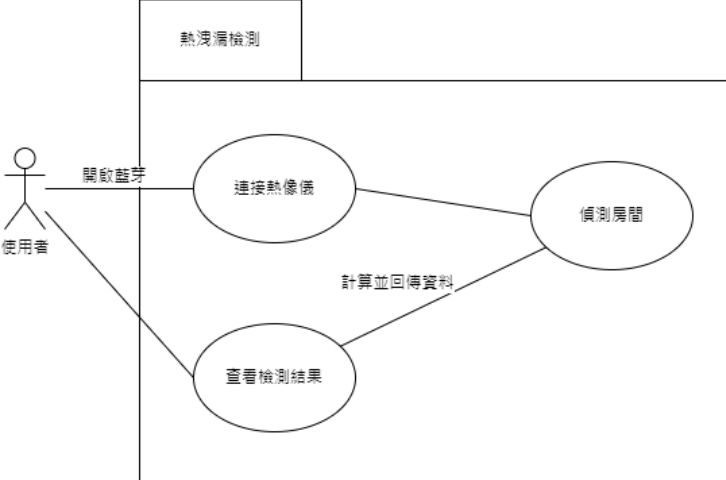 熱洩漏檢測
開啟藍芽
連接熱像儀
偵測房間
使用者
計算並回傳資料
查看檢測結果